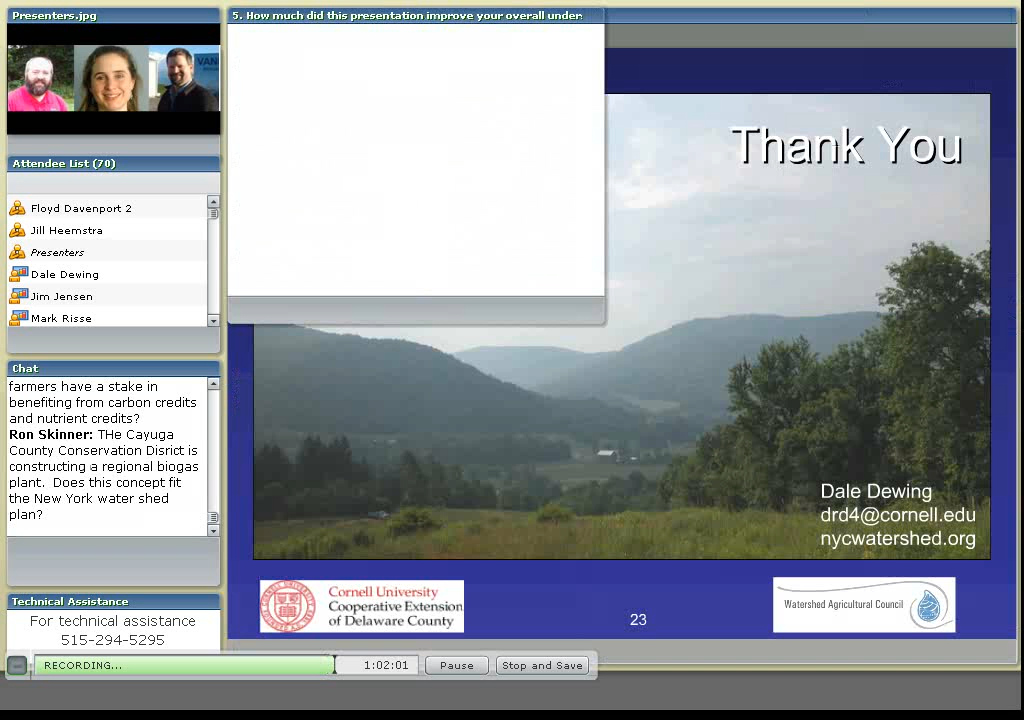 Presenters.jpg
VAN
Attendee List (70)
Floyd Davenport 2
Jill Heemstra
Presenters
Dale Dewing
Jim Jensen
Mark Risse
Chat
farmers have a stake in
benefiting from carbon credits
and nutrient credits?
Ron Skinner: THe Cayuga
County Conservation Disrict is
constructing a regional biogas
plant. Does this concept fit
the New York water shed
plan?
Technical Assistance
For technical assistance
515-294-5295
5. How much did this presentation improve your overall under
Thank You
Dale Dewing
drd4@cornell.edu
nycwatershed.org
Cornell University
Cooperative Extension
of Delaware County
23
Watershed Agricultural Council
RECORDING...
1:02:01
Pause
Stop and Save